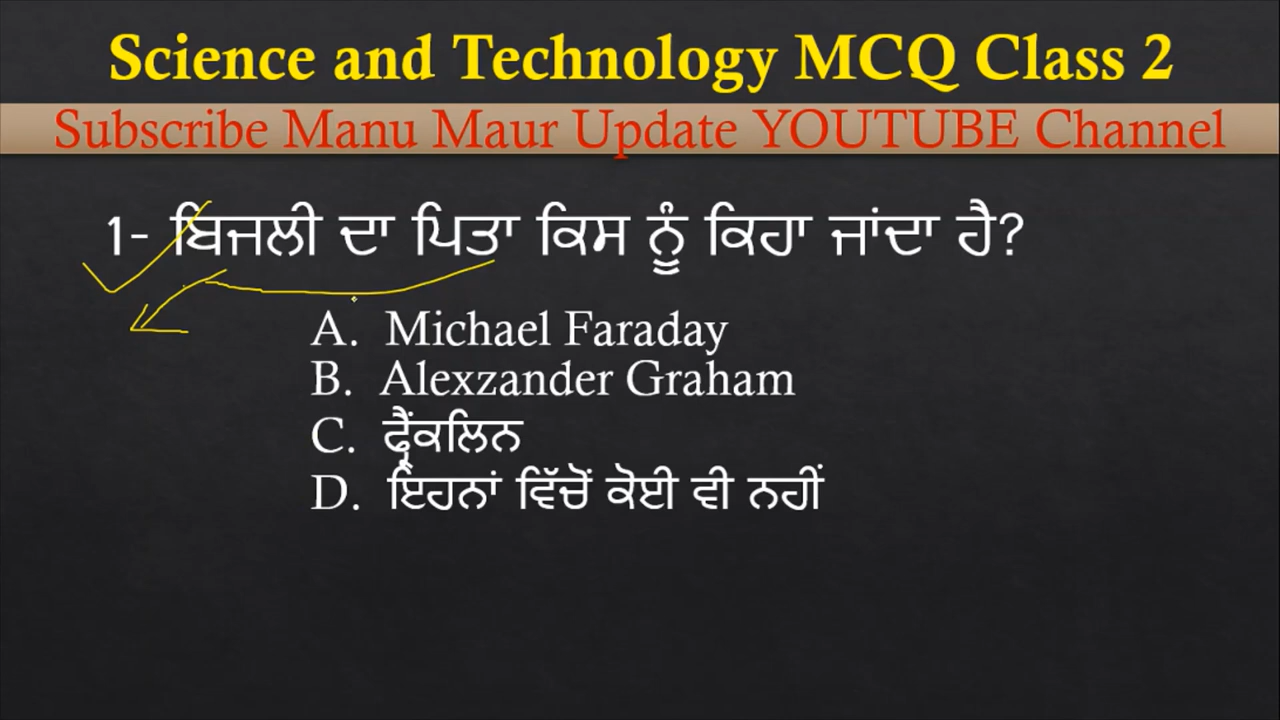 Science and Technology MCQ Class 2
Subscribe Manu Maur Update YOUTUBE Channel
1- ਬਿਜਲੀ ਦਾ ਪਿਤਾ ਕਿਸ ਨੂੰ ਕਿਹਾ ਜਾਂਦਾ ਹੈ?
A. Michael Faraday
B. Alexzander Graham
C. ਫ੍ਰੈਂਕਲਿਨ
D. ਇਹਨਾਂ ਵਿੱਚੋਂ ਕੋਈ ਵੀ ਨਹੀਂ